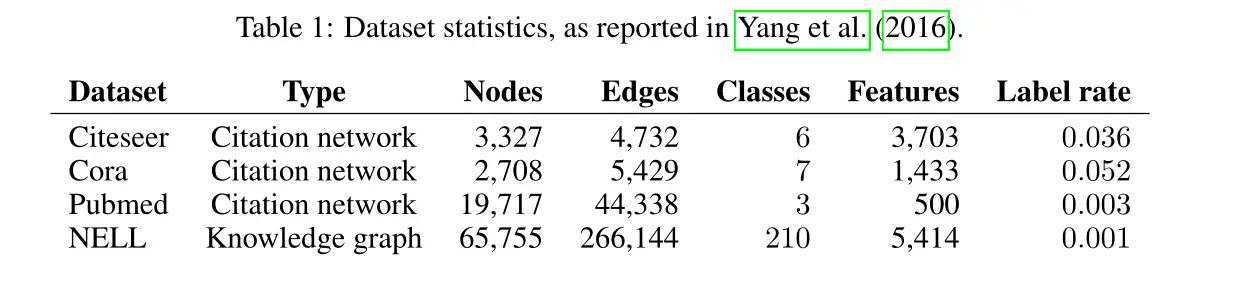 Table 1: Dataset statistics, as reported in Yang et al. (2016).
Dataset Type Nodes Edges Classes Features Label rate
Citeseer Citation network 3,327 4,732 6 3,703 0.036
Cora Citation network 2,708 5,429 7 1,433 0.052
Pubmed Citation network 19,717 44,338 3 500 0.003
NELL Knowledge graph 65,755 266,144 210 5,414 0.001